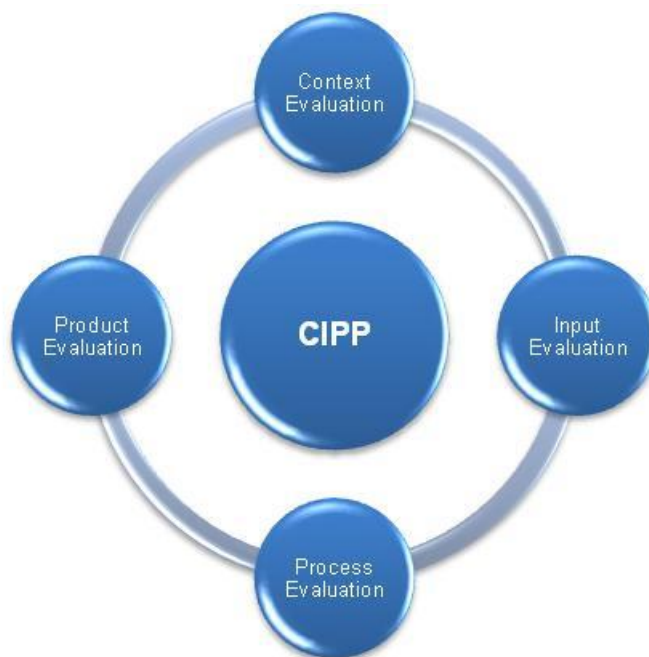 Context
Evaluation
Product
Evaluation
CIPP
Input
Evaluation
Process
Evaluation